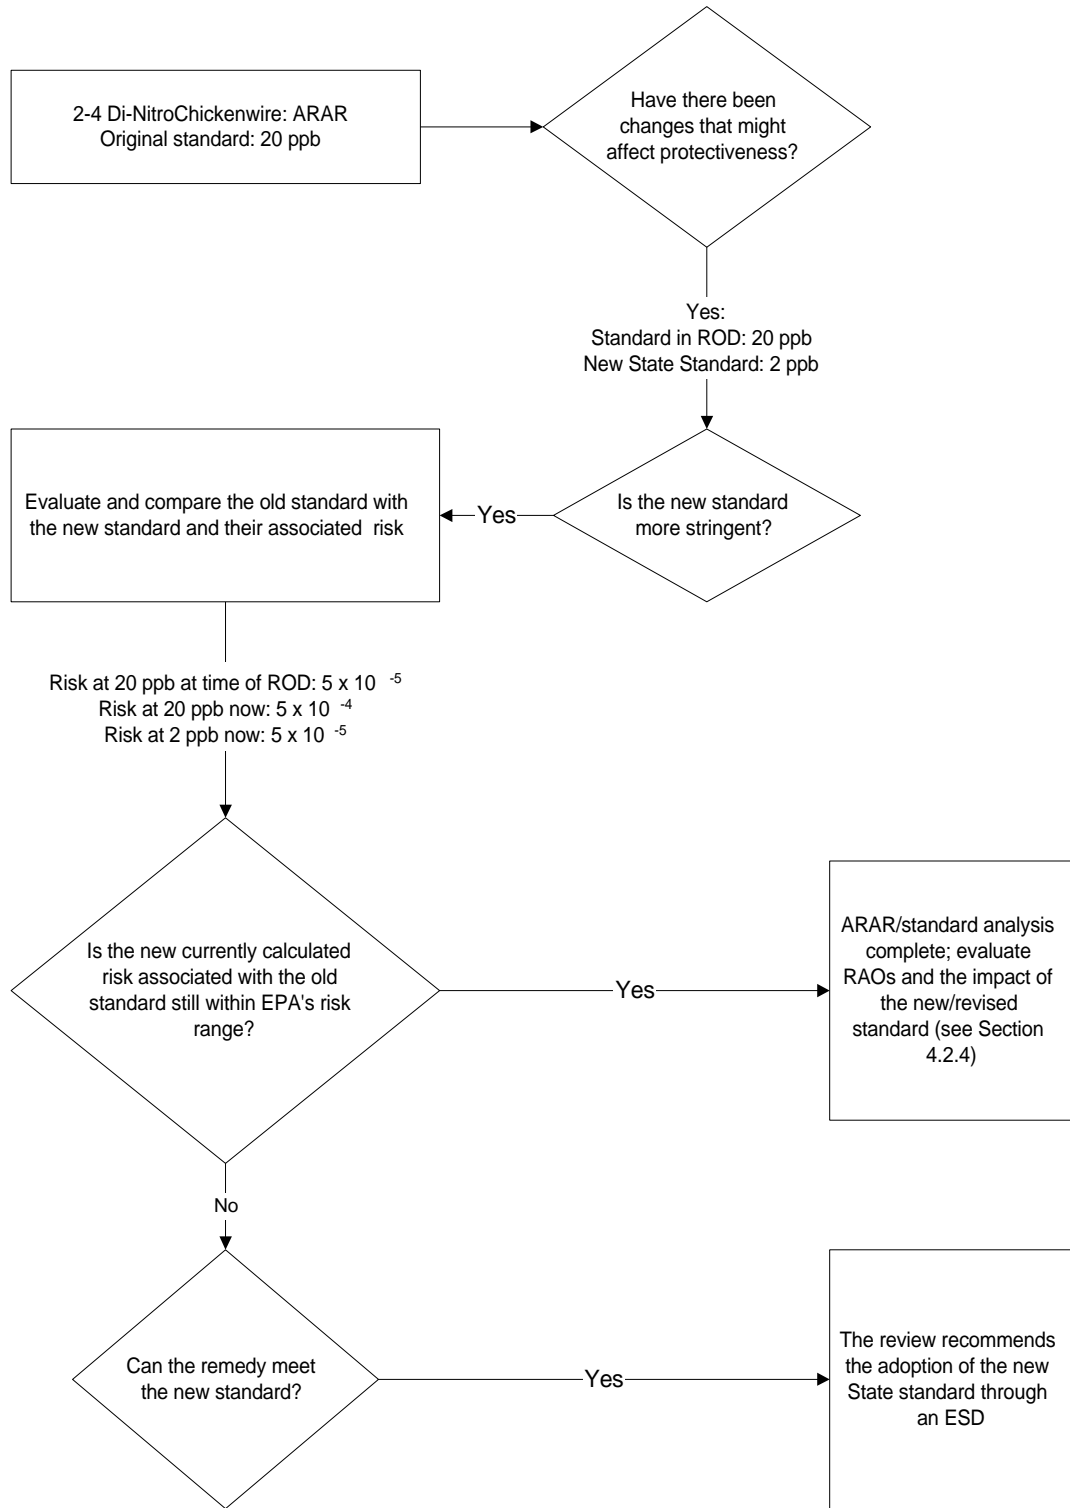 2-4 Di-NitroChickenwire: ARAR
Original standard: 20 ppb
Have there been
changes that might
affect protectiveness?
Yes:
Standard in ROD: 20 ppb
New State Standard: 2 ppb
Is the new standard
more stringent?
Yes
Evaluate and compare the old standard with
the new standard and their associated risk
Risk at 20 ppb at time of ROD: 5 x 10 -5
Risk at 20 ppb now: 5 x 10 -4
Risk at 2 ppb now: 5 x 10 -5
Is the new currently calculated
risk associated with the old
standard still within EPA's risk
range?
Yes
ARAR/standard analysis
complete; evaluate
RAOs and the impact of
the new/revised
standard (see Section
4.2.4)
No
Can the remedy meet
the new standard?
Yes
The review recommends
the adoption of the new
State standard through
an ESD